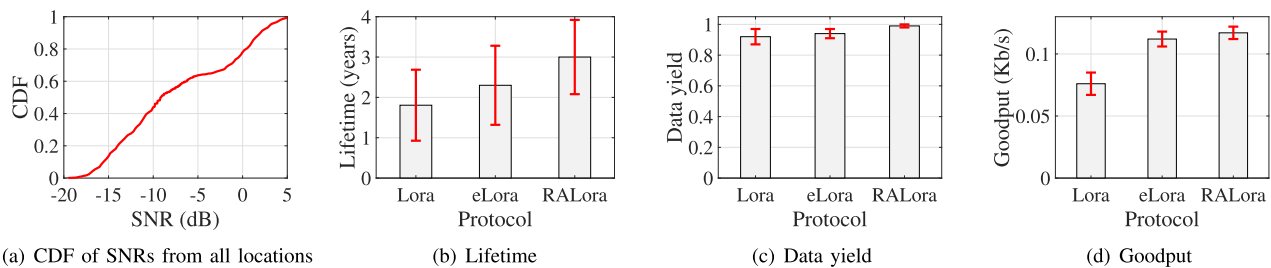 CDF
1
0.8
0.6
0.4
0.2
0
-20 -15 -10 -5 0 5
SNR (dB)
(a) CDF of SNRs from all locations
Lifetime (years)
4
3
2
1
0
Lora eLora RALora
Protocol
(b) Lifetime
Data yield
1
0.8
0.6
0.4
0.2
0
Lora eLora RALora
Protocol
(c) Data yield
Goodput (Kb/s)
0.1
0.05
0
Lora eLora RALora
Protocol
(d) Goodput